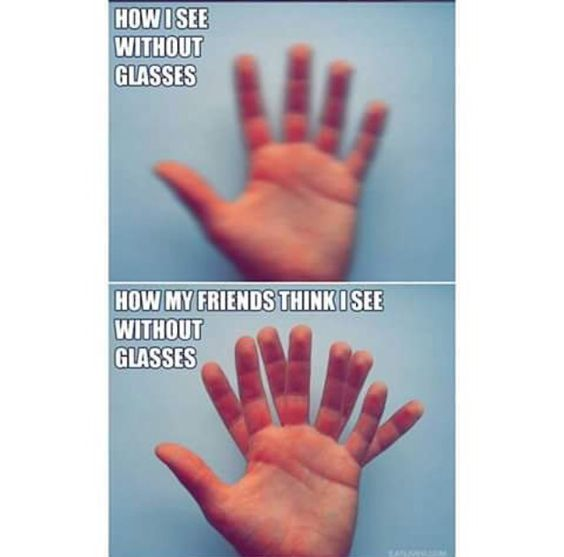 HOW I SEE
WITHOUT
GLASSES
HOW MY FRIENDS THINK I SEE
WITHOUT
GLASSES